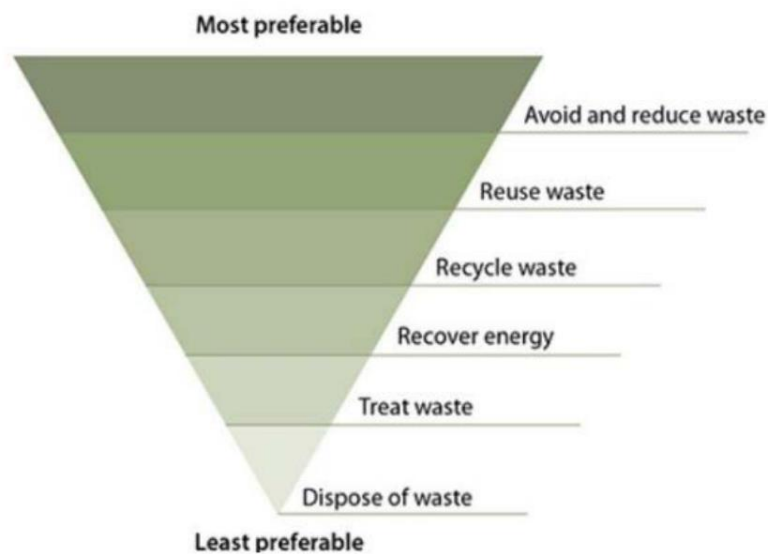 Most preferable
Avoid and reduce waste
Reuse waste
Recycle waste
Recover energy
Treat waste
Dispose of waste
Least preferable